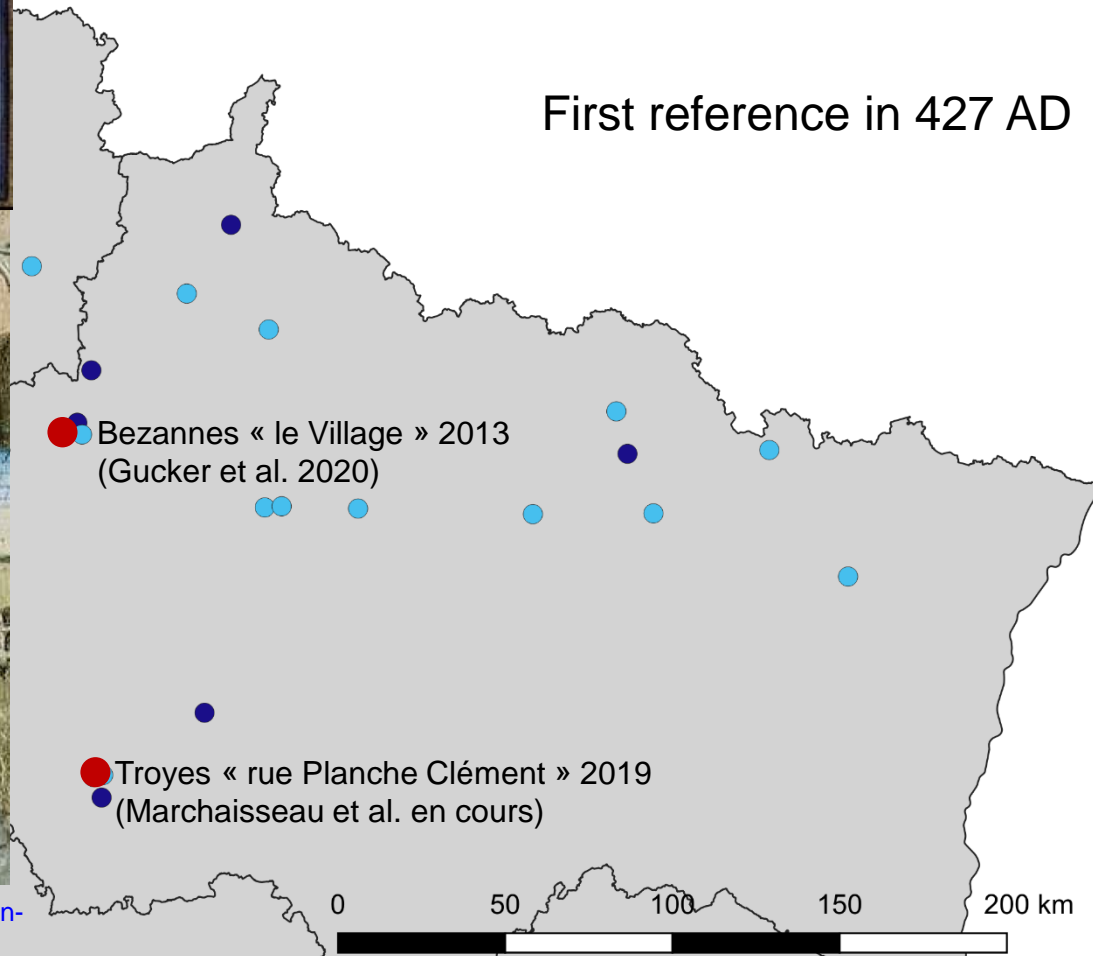 First reference in 427 AD
Bezannes « le Village » 2013
(Gucker et al. 2020)
Troyes « rue Planche Clément » 2019
(Marchaisseau et al. en cours)
n-
0 50 100 150 200 km